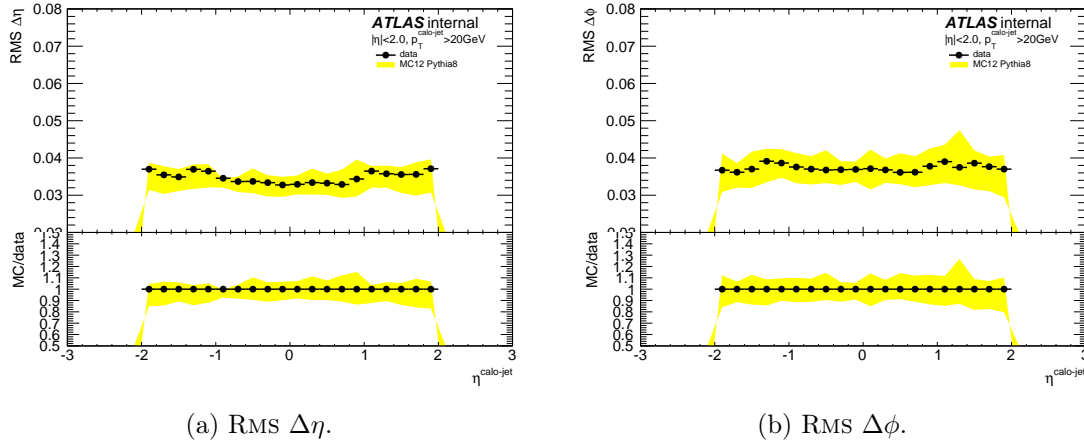 RMS Δη
0.08
0.07
0.06
0.05
0.04
0.03
ATLAS internal
|η|<2.0, p_T^calo-jet >20GeV
data
MC12 Pythia8
MC/data
1.4
1.3
1.2
1.1
1
0.9
0.8
0.7
0.6
0.5
-3 -2 -1 0 1 2 3
η^calo-jet
(a) RMS Δη.
RMS Δϕ
0.08
0.07
0.06
0.05
0.04
0.03
ATLAS internal
|η|<2.0, p_T^calo-jet >20GeV
data
MC12 Pythia8
MC/data
1.4
1.3
1.2
1.1
1
0.9
0.8
0.7
0.6
0.5
-3 -2 -1 0 1 2 3
η^calo-jet
(b) RMS Δϕ.